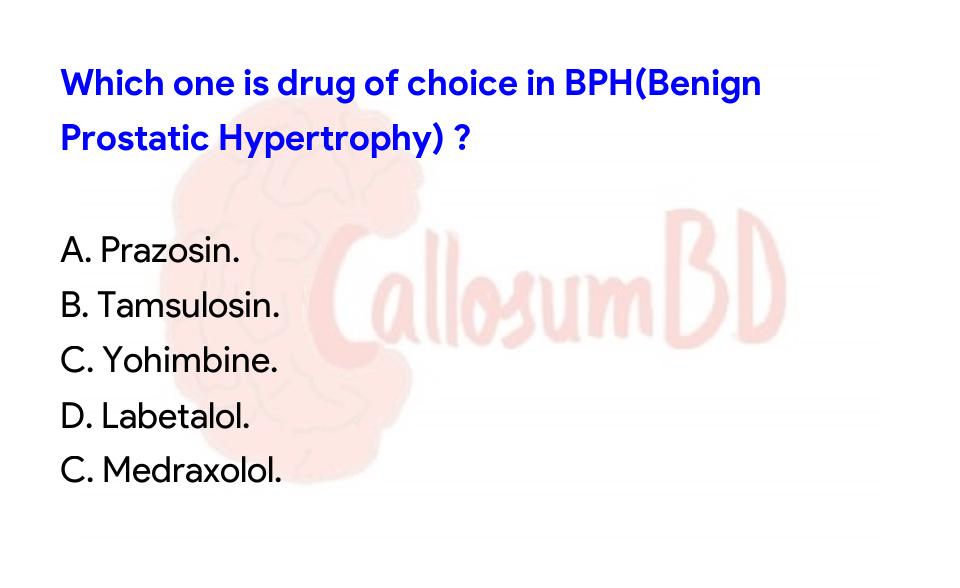 Which one is drug of choice in BPH(Benign
Prostatic Hypertrophy) ?
A. Prazosin.
B. Tamsulosin.
C. Yohimbine.
D. Labetalol.
C. Medraxolol.
CallosumBD